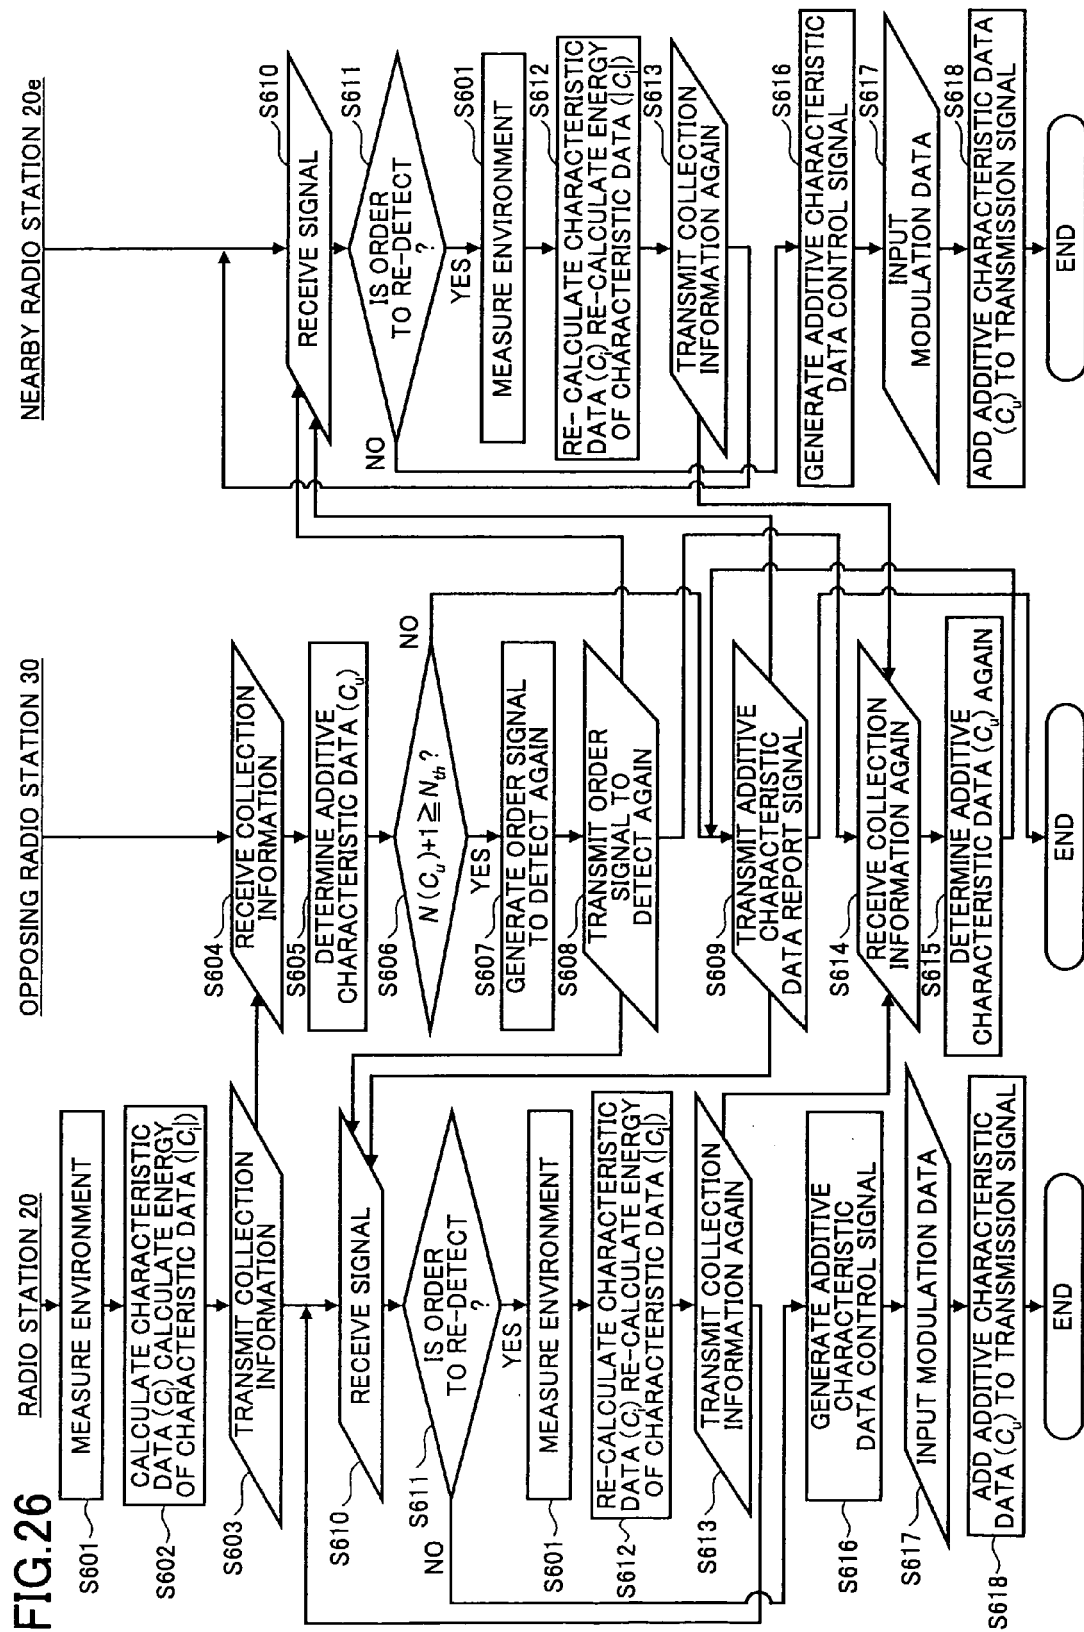 FIG.26
RADIO STATION 20
S601
MEASURE ENVIRONMENT
S602
CALCULATE CHARACTERISTIC
DATA (Ci) CALCULATE ENERGY
OF CHARACTERISTIC DATA (|Ci|)
S603
TRANSMIT COLLECTION
INFORMATION
S610
RECEIVE SIGNAL
S611
IS ORDER
TO RE-DETECT
?
NO
YES
S601
MEASURE ENVIRONMENT
S612
RE-CALCULATE CHARACTERISTIC
DATA (Ci) RE-CALCULATE ENERGY
OF CHARACTERISTIC DATA (|Ci|)
S613
TRANSMIT COLLECTION
INFORMATION AGAIN
S616
GENERATE ADDITIVE
CHARACTERISTIC
DATA CONTROL SIGNAL
S617
INPUT MODULATION DATA
S618
ADD ADDITIVE CHARACTERISTIC
DATA (Cu) TO TRANSMISSION SIGNAL
END
OPPOSING RADIO STATION 30
S604
RECEIVE COLLECTION
INFORMATION
S605
DETERMINE ADDITIVE
CHARACTERISTIC DATA (Cu)
S606
N (Cu)+1≧Nth?
NO
YES
S607
GENERATE ORDER SIGNAL
TO DETECT AGAIN
S608
TRANSMIT ORDER
SIGNAL TO
DETECT AGAIN
S609
TRANSMIT ADDITIVE
CHARACTERISTIC
DATA REPORT SIGNAL
S614
RECEIVE COLLECTION
INFORMATION AGAIN
S615
DETERMINE ADDITIVE
CHARACTERISTIC DATA (Cu) AGAIN
END
NEARBY RADIO STATION 20e
S610
RECEIVE SIGNAL
S611
IS ORDER
TO RE-DETECT
?
NO
YES
S601
MEASURE ENVIRONMENT
S612
RE- CALCULATE CHARACTERISTIC
DATA (Ci) RE-CALCULATE ENERGY
OF CHARACTERISTIC DATA (|Ci|)
S613
TRANSMIT COLLECTION
INFORMATION AGAIN
S616
GENERATE ADDITIVE CHARACTERISTIC
DATA CONTROL SIGNAL
S617
INPUT
MODULATION DATA
S618
ADD ADDITIVE CHARACTERISTIC DATA
(Cu) TO TRANSMISSION SIGNAL
END